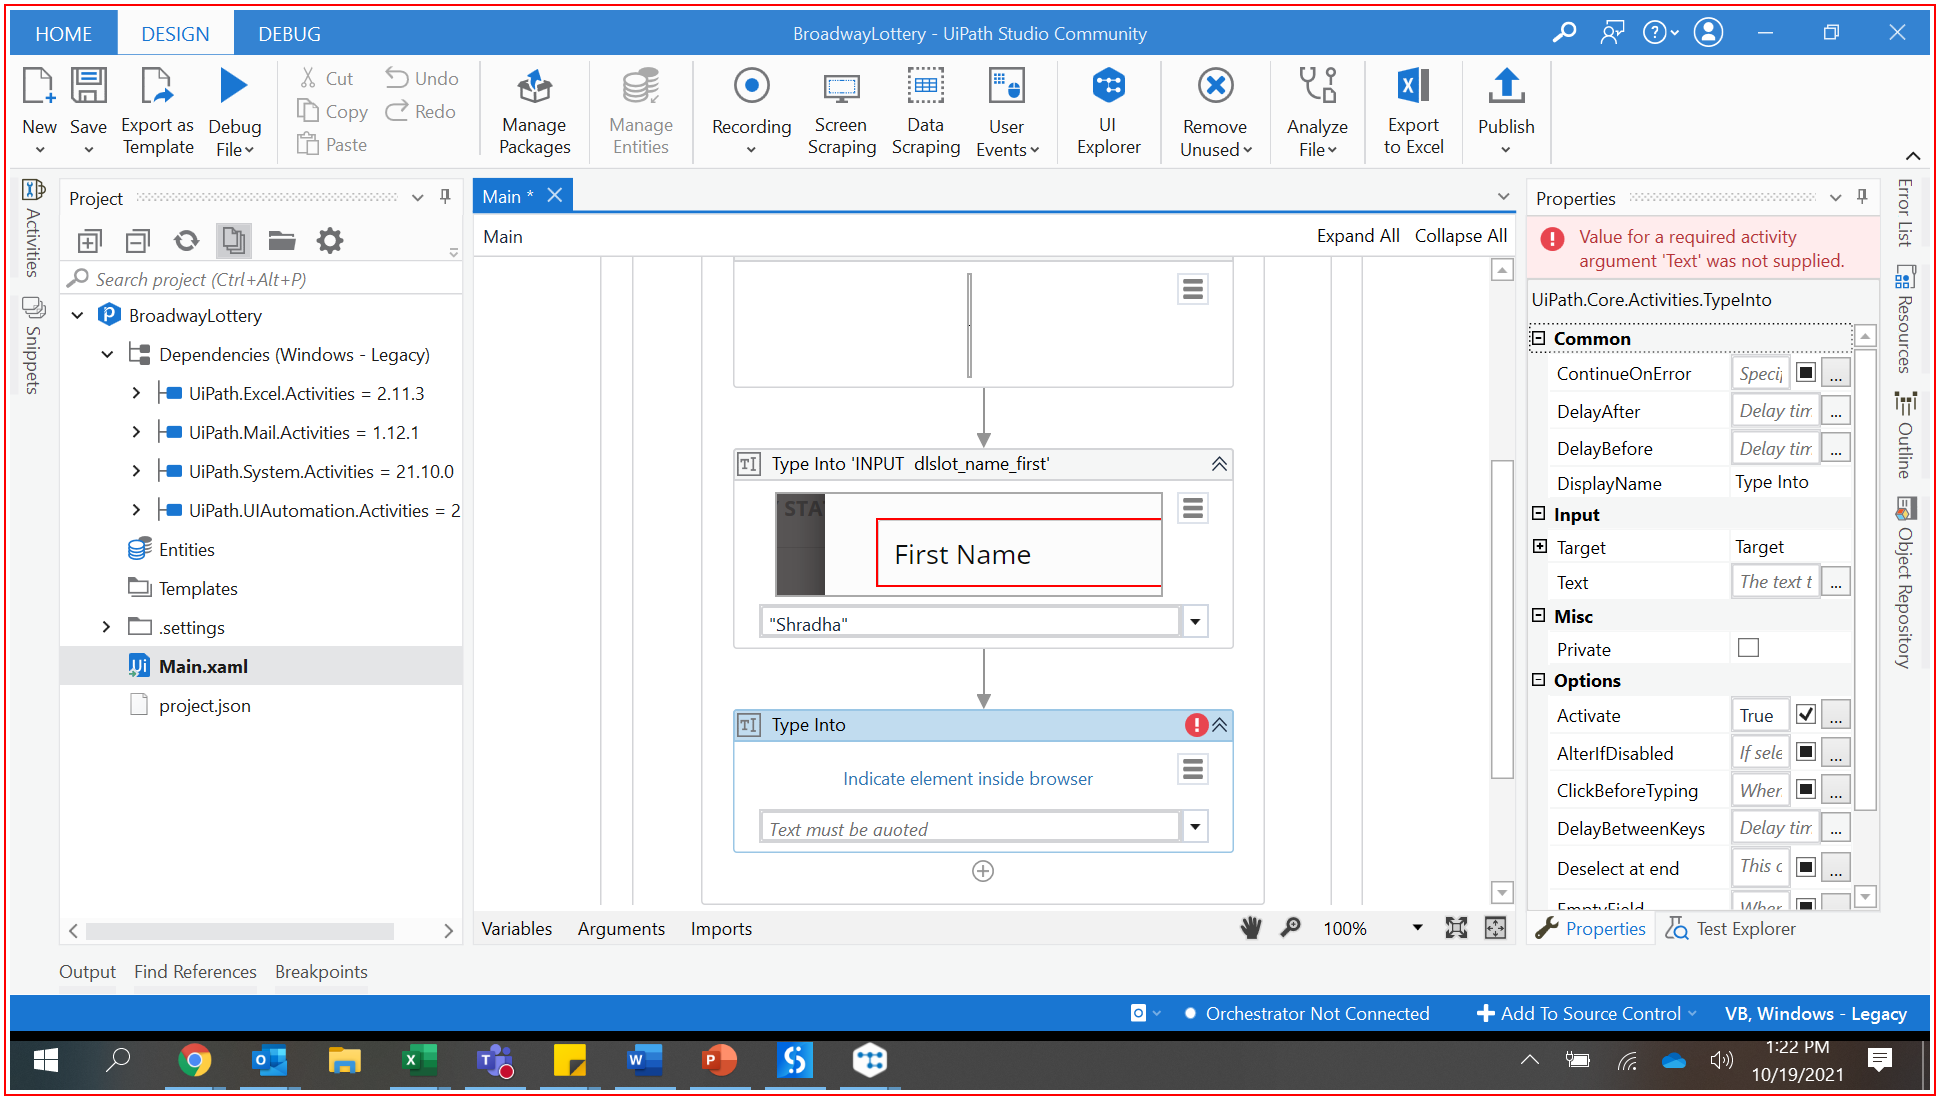 HOME
DESIGN
DEBUG
BroadwayLottery - UiPath Studio Community
New
Save
Export as
Template
Debug
File
Cut
Copy
Paste
Undo
Redo
Manage
Packages
Manage
Entities
Recording
Screen
Scraping
Data
Scraping
User
Events
UI
Explorer
Remove
Unused
Analyze
File
Export
to Excel
Publish
Activities
Snippets
Project
Search project (Ctrl+Alt+P)
BroadwayLottery
Dependencies (Windows - Legacy)
UiPath.Excel.Activities = 2.11.3
UiPath.Mail.Activities = 1.12.1
UiPath.System.Activities = 21.10.0
UiPath.UIAutomation.Activities = 2
Entities
Templates
.settings
Main.xaml
project.json
Main *
Main
Expand All
Collapse All
Type Into 'INPUT dlslot_name_first'
STA
First Name
"Shradha"
Type Into
Indicate element inside browser
Text must be quoted
Variables
Arguments
Imports
100%
Properties
Value for a required activity
argument 'Text' was not supplied.
UiPath.Core.Activities.TypeInto
Common
ContinueOnError
Specif
...
DelayAfter
Delay tim
...
DelayBefore
Delay tim
...
DisplayName
Type Into
Input
Target
Target
Text
The text t
...
Misc
Private
Options
Activate
True
...
AlterIfDisabled
If sele
...
ClickBeforeTyping
When
...
DelayBetweenKeys
Delay tim
...
Deselect at end
This c
...
EmptyField
When
Properties
Test Explorer
Error List
Resources
Outline
Object Repository
Output
Find References
Breakpoints
Orchestrator Not Connected
Add To Source Control
VB, Windows - Legacy
1:22 PM
10/19/2021